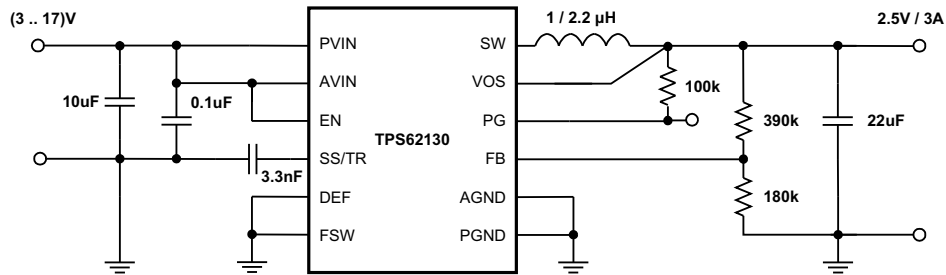 (3 .. 17)V
1 / 2.2 µH
2.5V / 3A
PVIN
SW
AVIN
VOS
10uF
0.1uF
100k
EN
PG
TPS62130
390k
22uF
SS/TR
FB
3.3nF
DEF
AGND
180k
FSW
PGND